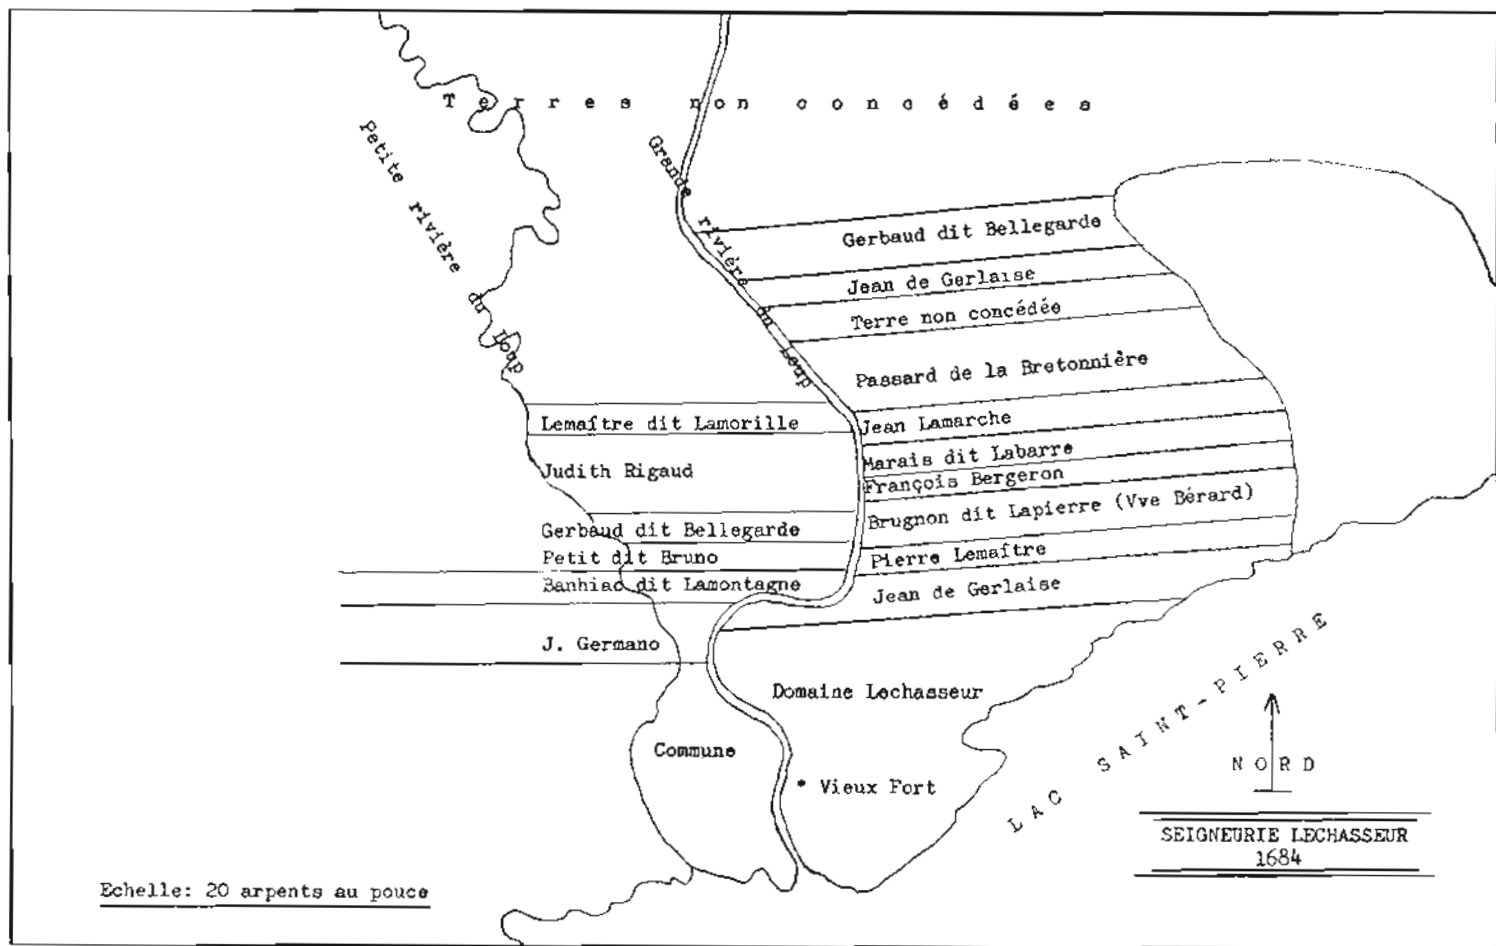 Terres non concédées
Petite rivière du Loup
Grande rivière du Loup
Gerbaud dit Bellegarde
Jean de Gerlaise
Terre non concédée
Passard de la Bretonnière
Jean Lamarche
Marais dit Labarre
François Bergeron
Brugnon dit Lapierre (Vve Bérard)
Pierre Lemaître
Jean de Gerlaise
Lemaître dit Lamorille
Judith Rigaud
Gerbaud dit Bellegarde
Petit dit Bruno
Banhiac dit Lamontagne
J. Germano
Domaine Lechasseur
Commune
* Vieux Fort
LAC SAINT-PIERRE
NORD
SEIGNEURIE LECHASSEUR
1684
Echelle: 20 arpents au pouce